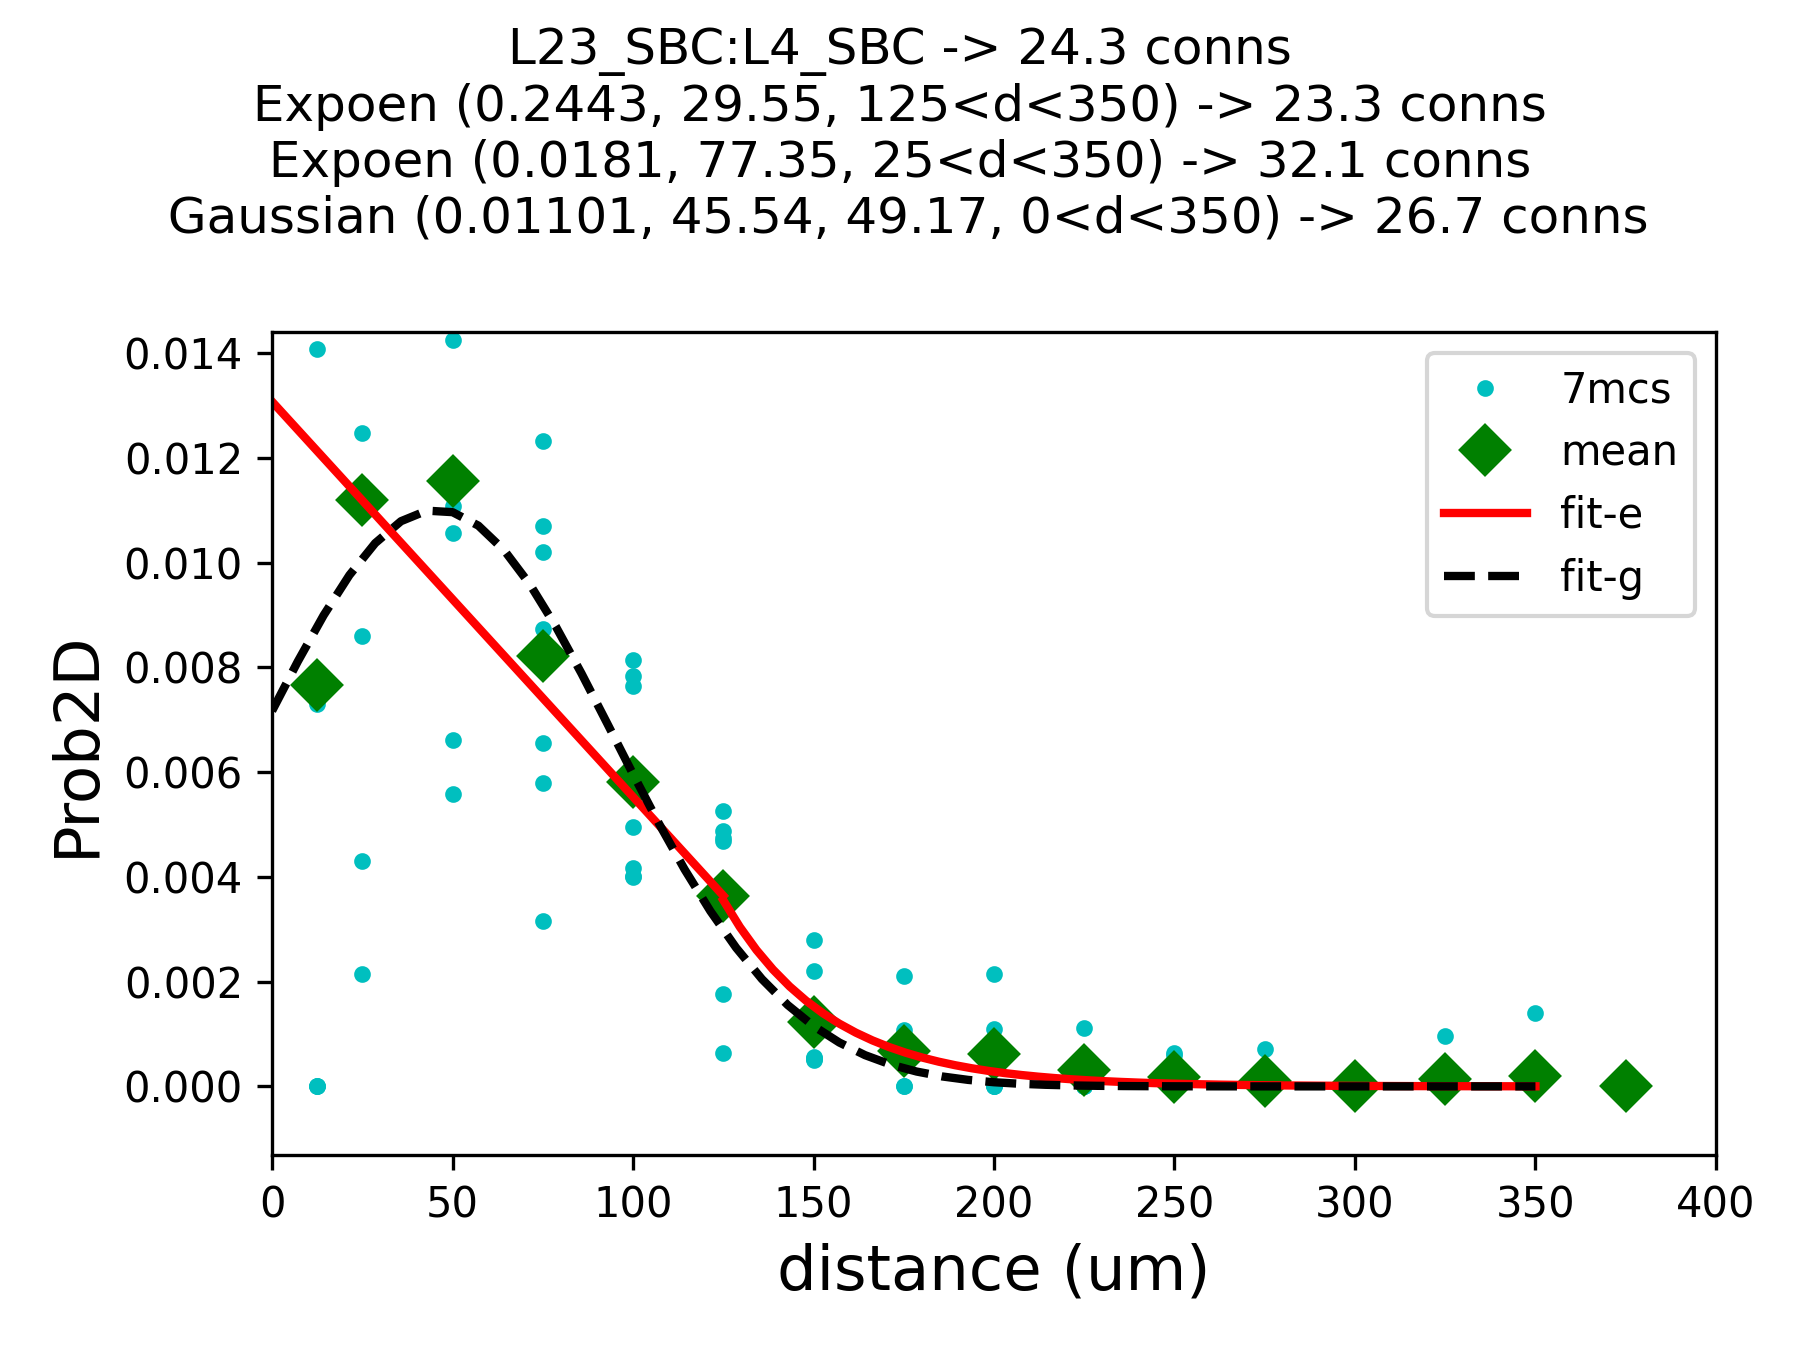 L23_SBC:L4_SBC -> 24.3 conns
Expoen (0.2443, 29.55, 125<d<350) -> 23.3 conns
Expoen (0.0181, 77.35, 25<d<350) -> 32.1 conns
Gaussian (0.01101, 45.54, 49.17, 0<d<350) -> 26.7 conns
0.014
0.012
0.010
0.008
0.006
0.004
0.002
0.000
Prob2D
7mcs
mean
fit-e
fit-g
0 50 100 150 200 250 300 350 400
distance (um)